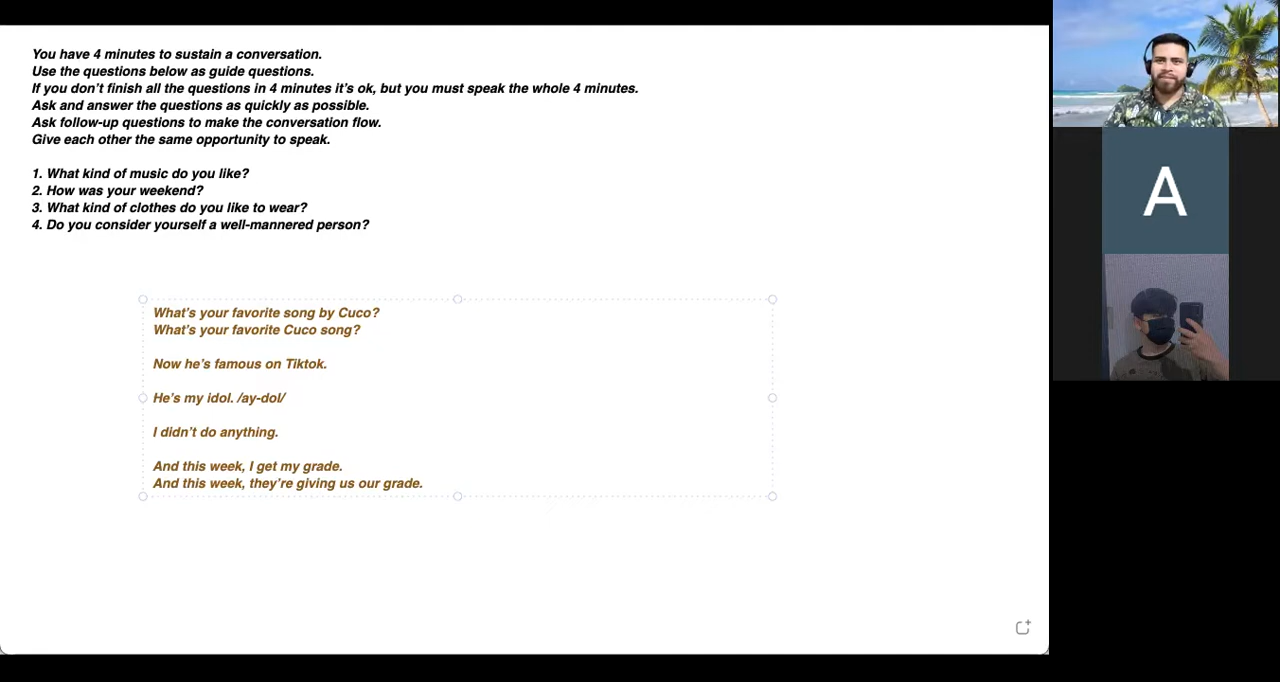 You have 4 minutes to sustain a conversation.
Use the questions below as guide questions.
If you don't finish all the questions in 4 minutes it's ok, but you must speak the whole 4 minutes.
Ask and answer the questions as quickly as possible.
Ask follow-up questions to make the conversation flow.
Give each other the same opportunity to speak.
1. What kind of music do you like?
2. How was your weekend?
3. What kind of clothes do you like to wear?
4. Do you consider yourself a well-mannered person?
What's your favorite song by Cuco?
What's your favorite Cuco song?
Now he's famous on Tiktok.
He's my idol. /ay-dol/
I didn't do anything.
And this week, I get my grade.
And this week, they're giving us our grade.
A